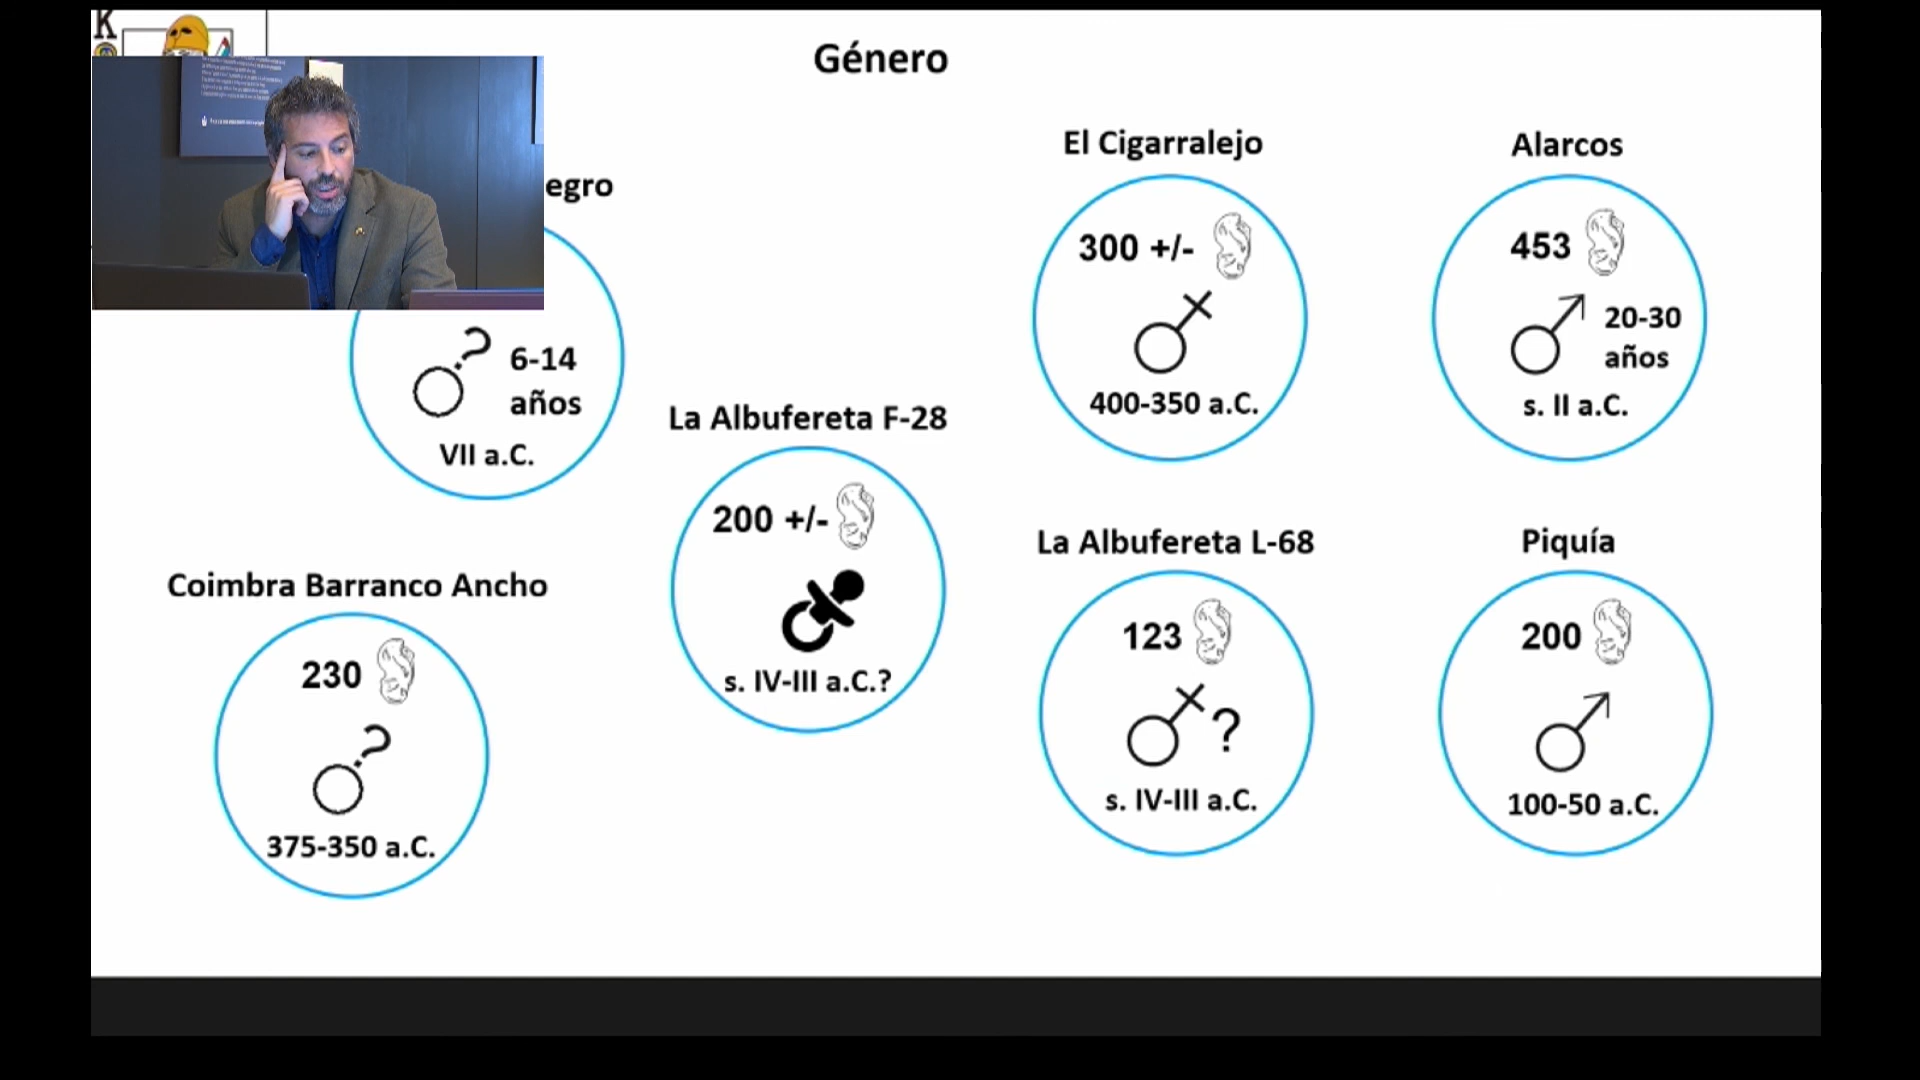 K
Género
egro
6-14
años
VII a.C.
Coimbra Barranco Ancho
230
?
375-350 a.C.
La Albufereta F-28
200 +/-
s. IV-III a.C.?
El Cigarralejo
300 +/-
400-350 a.C.
La Albufereta L-68
123
?
s. IV-III a.C.
Alarcos
453
20-30
años
s. II a.C.
Piquía
200
100-50 a.C.